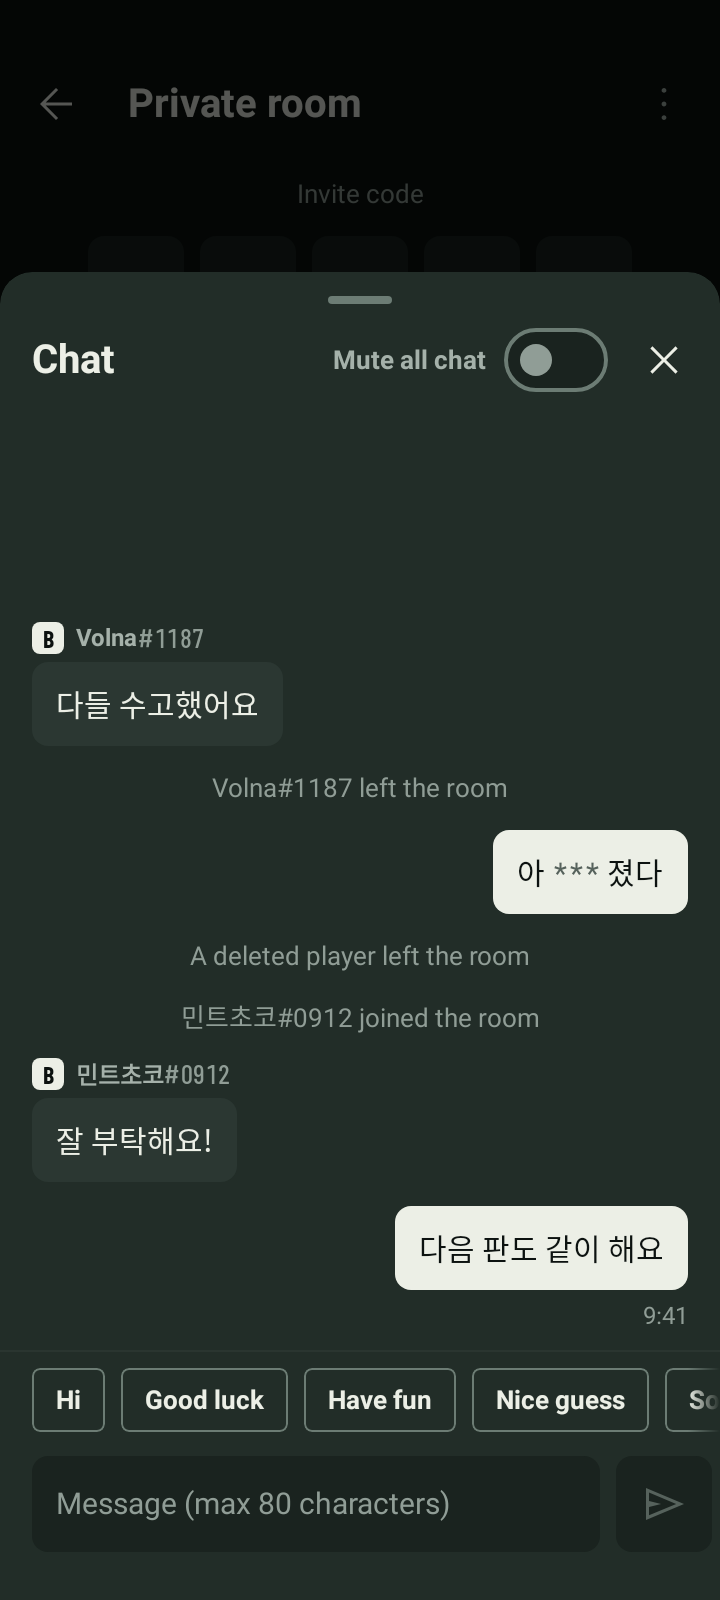 Private room
Invite code
Chat
Mute all chat
B Volna#1187
다들 수고했어요
Volna#1187 left the room
아 *** 졌다
A deleted player left the room
민트초코#0912 joined the room
B 민트초코#0912
잘 부탁해요!
다음 판도 같이 해요
9:41
Hi
Good luck
Have fun
Nice guess
Message (max 80 characters)